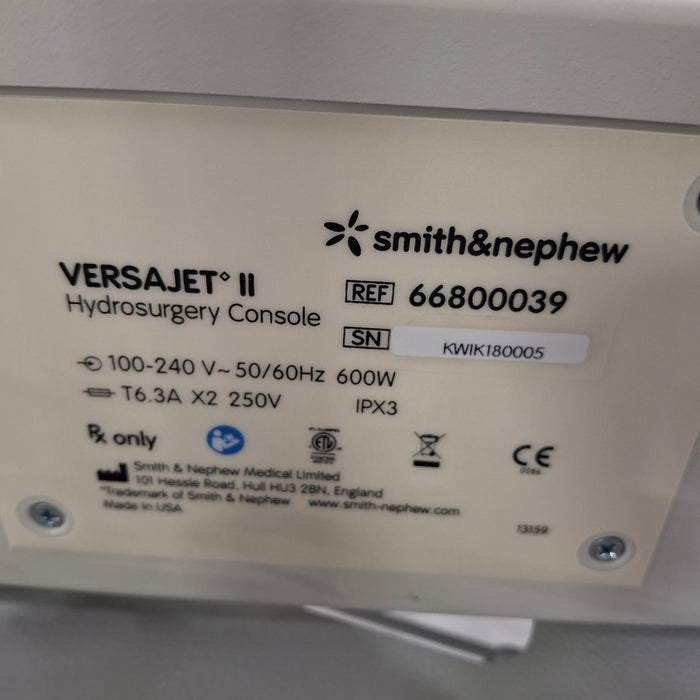 smith&nephew
VERSAJET◊ II
Hydrosurgery Console
REF 66800039
SN KWIK180005
100-240 V~ 50/60Hz 600W
T6.3A X2 250V IPX3
Rx only
ETL
CE
0086
Smith & Nephew Medical Limited
101 Hessle Road, Hull HU3 2BN, England
◊Trademark of Smith & Nephew www.smith-nephew.com
Made in USA
13159